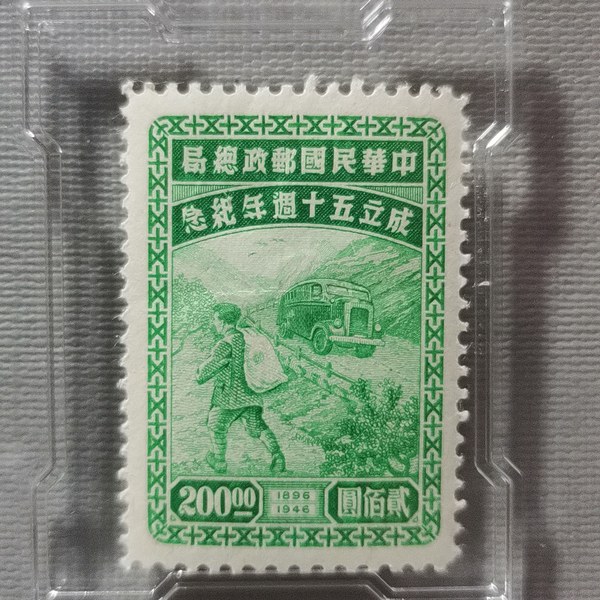 中華民國郵政總局
成立五十週年紀念
200.00
1896
1946
貳佰圓